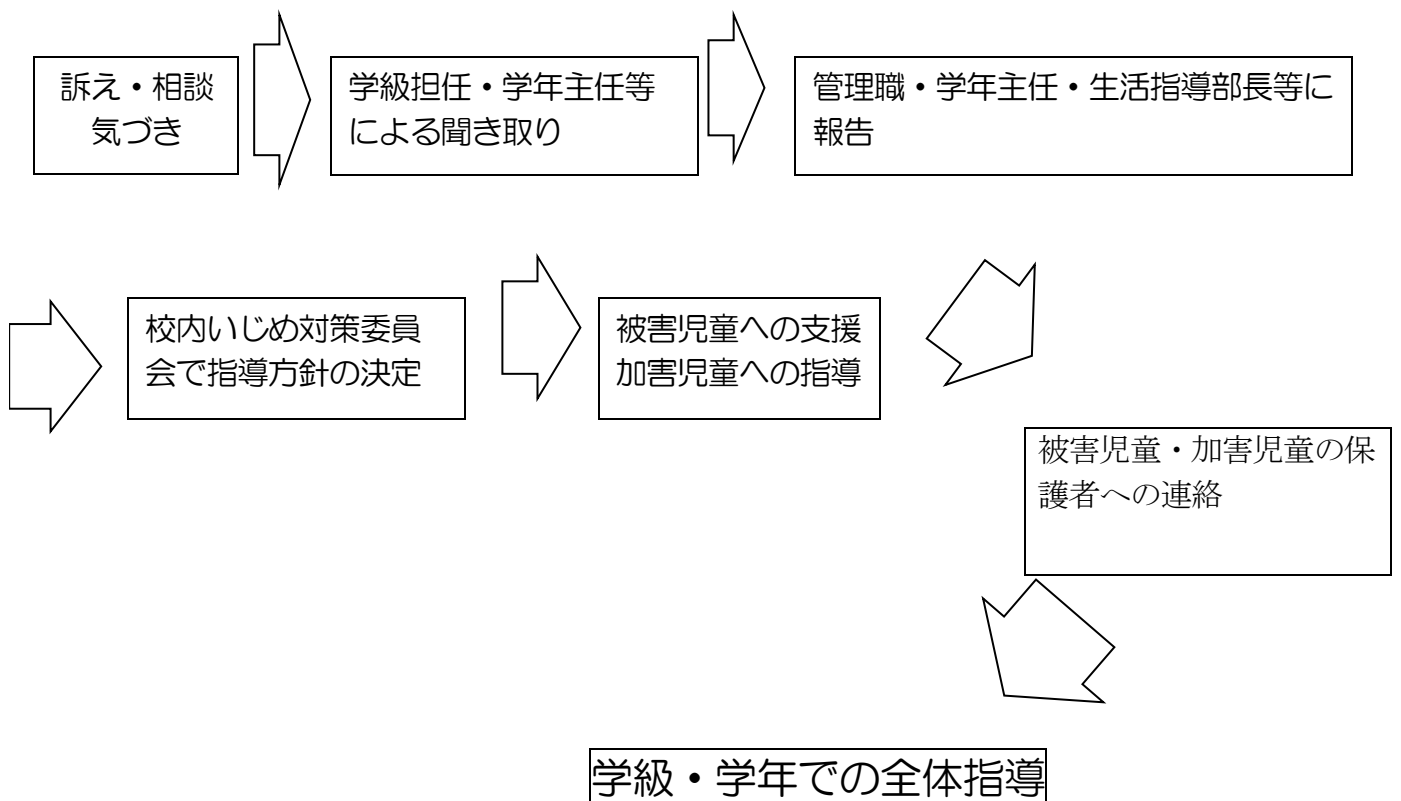 訴え・相談
気づき
学級担任・学年主任等
による聞き取り
管理職・学年主任・生活指導部長等に
報告
校内いじめ対策委員
会で指導方針の決定
被害児童への支援
加害児童への指導
被害児童・加害児童の保
護者への連絡
学級・学年での全体指導